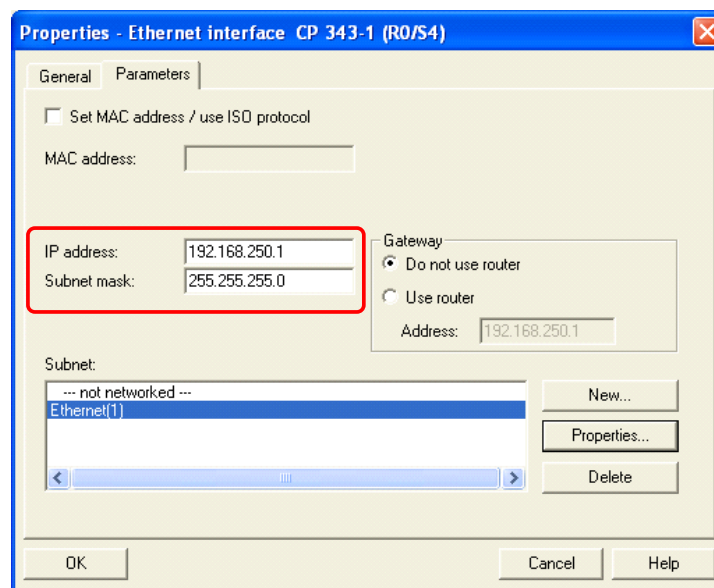 Properties - Ethernet interface CP 343-1 (R0/S4)
General
Parameters
Set MAC address / use ISO protocol
MAC address:
IP address:
192.168.250.1
Subnet mask:
255.255.255.0
Gateway
Do not use router
Use router
Address:
192.168.250.1
Subnet:
--- not networked ---
Ethernet(1)
New...
Properties...
Delete
OK
Cancel
Help